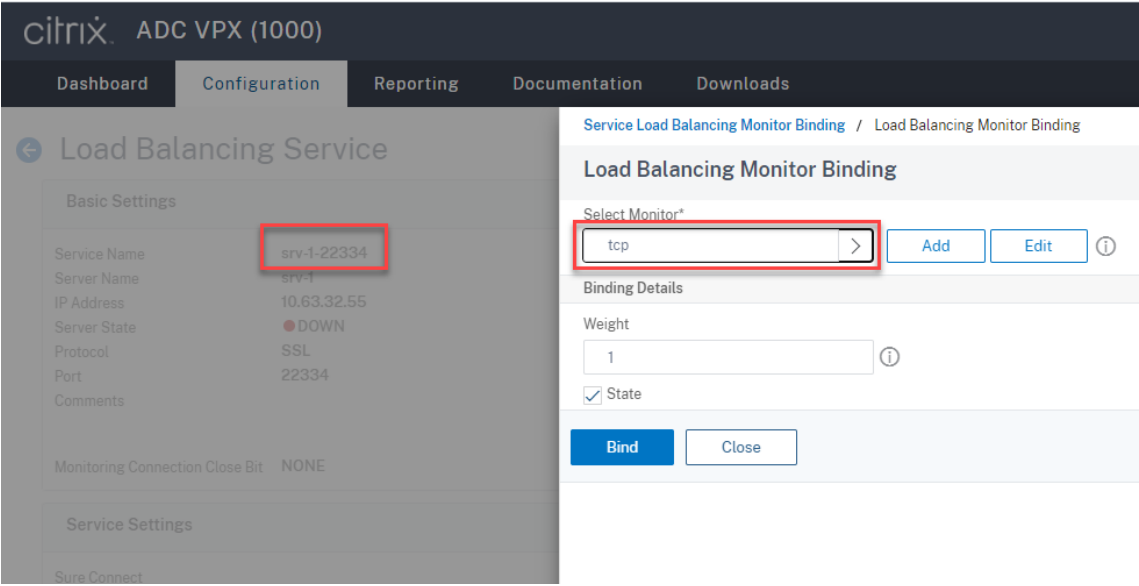 citrix. ADC VPX (1000)
Dashboard Configuration Reporting Documentation Downloads
Load Balancing Service
Basic Settings
Service Name srv-1-22334
Server Name srv-1
IP Address 10.63.32.55
Server State DOWN
Protocol SSL
Port 22334
Comments
Monitoring Connection Close Bit NONE
Service Settings
Sure Connect
Service Load Balancing Monitor Binding / Load Balancing Monitor Binding
Load Balancing Monitor Binding
Select Monitor*
tcp > Add Edit
Binding Details
Weight
1
State
Bind Close